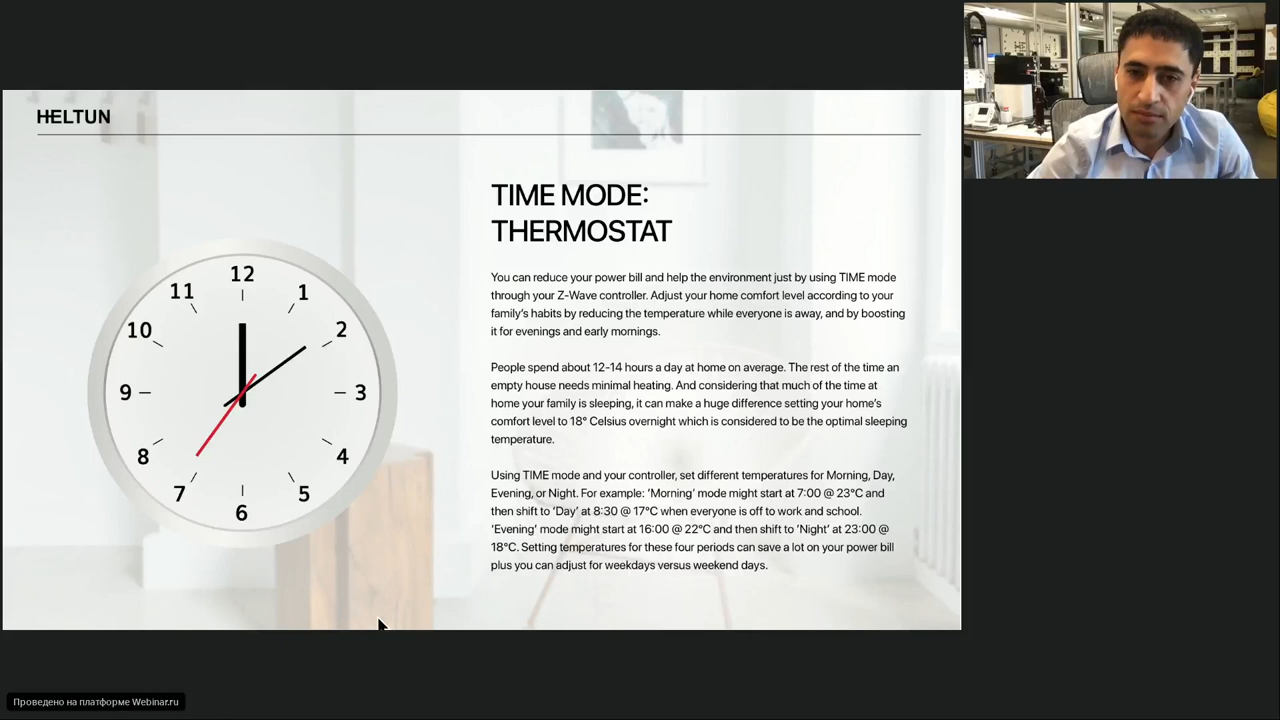 HELTUN
TIME MODE:
THERMOSTAT
You can reduce your power bill and help the environment just by using TIME mode
through your Z-Wave controller. Adjust your home comfort level according to your
family's habits by reducing the temperature while everyone is away, and by boosting
it for evenings and early mornings.
People spend about 12-14 hours a day at home on average. The rest of the time an
empty house needs minimal heating. And considering that much of the time at
home your family is sleeping, it can make a huge difference setting your home's
comfort level to 18° Celsius overnight which is considered to be the optimal sleeping
temperature.
Using TIME mode and your controller, set different temperatures for Morning, Day,
Evening, or Night. For example: 'Morning' mode might start at 7:00 @ 23°C and
then shift to 'Day' at 8:30 @ 17°C when everyone is off to work and school.
'Evening' mode might start at 16:00 @ 22°C and then shift to 'Night' at 23:00 @
18°C. Setting temperatures for these four periods can save a lot on your power bill
plus you can adjust for weekdays versus weekend days.
12
1
2
3
4
5
6
7
8
9
10
11
Проведено на платформе Webinar.ru